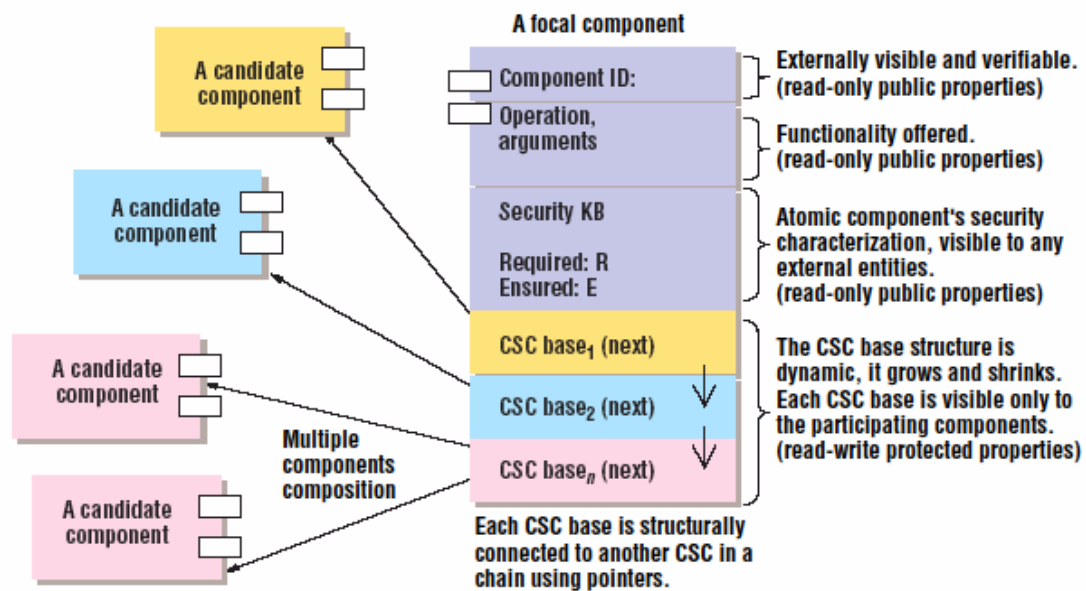 A focal component
A candidate
component
Component ID:
Externally visible and verifiable.
(read-only public properties)
Operation,
arguments
Functionality offered.
(read-only public properties)
A candidate
component
Security KB
Required: R
Ensured: E
Atomic component's security
characterization, visible to any
external entities.
(read-only public properties)
A candidate
component
CSC base1 (next)
CSC base2 (next)
CSC basen (next)
The CSC base structure is
dynamic, it grows and shrinks.
Each CSC base is visible only to
the participating components.
(read-write protected properties)
Multiple
components
composition
A candidate
component
Each CSC base is structurally
connected to another CSC in a
chain using pointers.